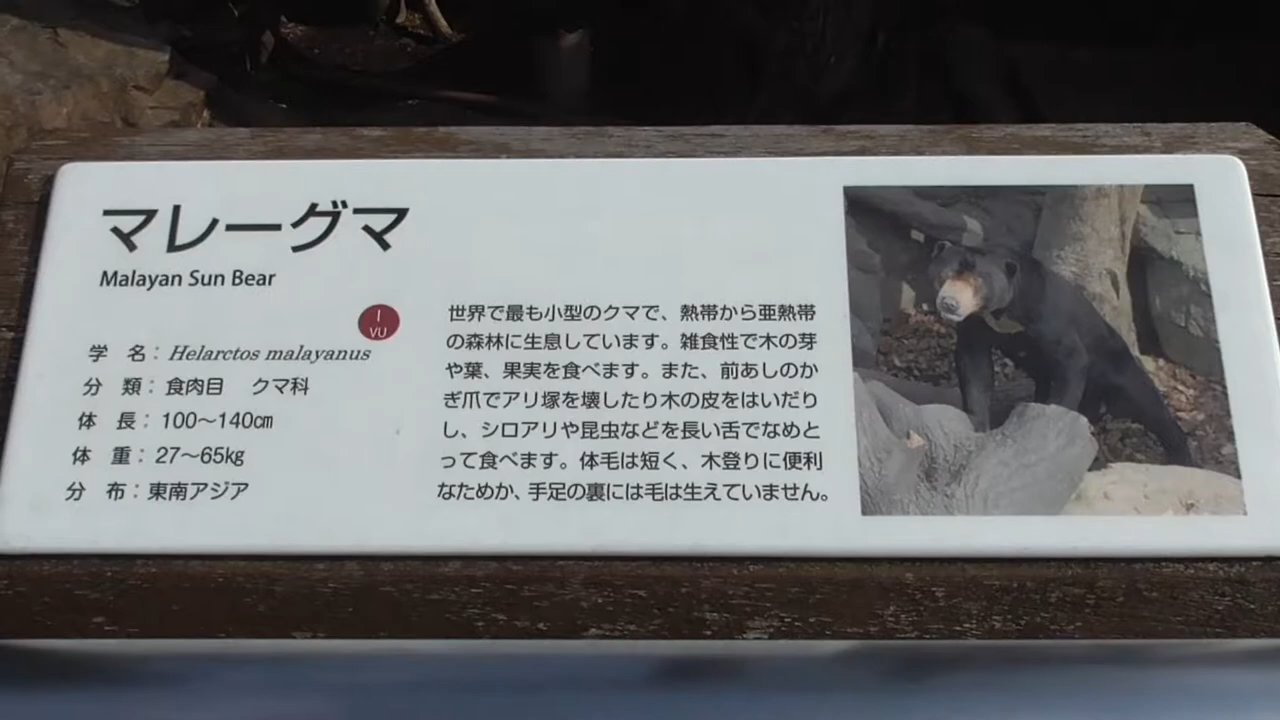 マレーグマ
Malayan Sun Bear
I
VU
学 名：Helarctos malayanus
分 類：食肉目 クマ科
体 長：100～140㎝
体 重：27～65㎏
分 布：東南アジア
世界で最も小型のクマで、熱帯から亜熱帯
の森林に生息しています。雑食性で木の芽
や葉、果実を食べます。また、前あしのか
ぎ爪でアリ塚を壊したり木の皮をはいだり
し、シロアリや昆虫などを長い舌でなめと
って食べます。体毛は短く、木登りに便利
なためか、手足の裏には毛は生えていません。